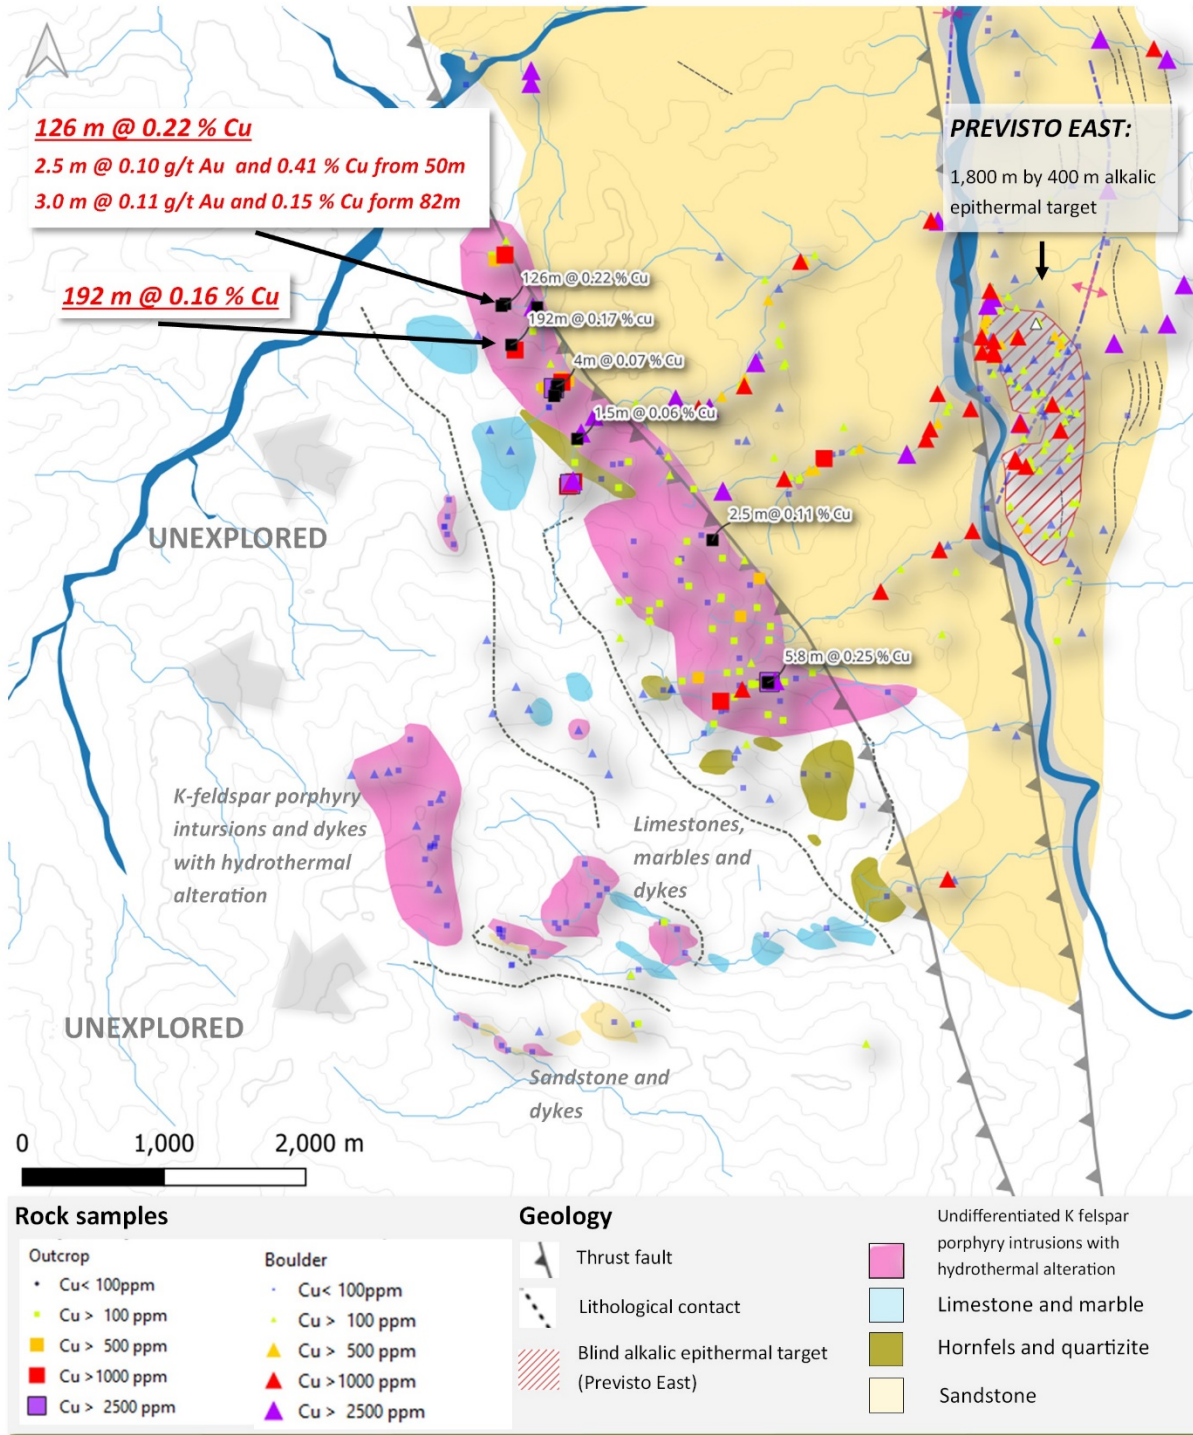 126 m @ 0.22 % Cu
2.5 m @ 0.10 g/t Au and 0.41 % Cu from 50m
3.0 m @ 0.11 g/t Au and 0.15 % Cu form 82m
192 m @ 0.16 % Cu
PREVISTO EAST:
1,800 m by 400 m alkalic
epithermal target
126m @ 0.22 % Cu
192m @ 0.17 % cu
4m @ 0.07 % Cu
1.5m @ 0.06 % Cu
2.5 m@ 0.11 % Cu
5.8 m @ 0.25 % Cu
UNEXPLORED
K-feldspar porphyry
intursions and dykes
with hydrothermal
alteration
Limestones,
marbles and
dykes
UNEXPLORED
Sandstone and
dykes
0 1,000 2,000 m
Rock samples
Outcrop
Cu< 100ppm
Cu > 100 ppm
Cu > 500 ppm
Cu >1000 ppm
Cu > 2500 ppm
Boulder
Cu< 100ppm
Cu > 100 ppm
Cu > 500 ppm
Cu >1000 ppm
Cu > 2500 ppm
Geology
Thrust fault
Lithological contact
Blind alkalic epithermal target
(Previsto East)
Undifferentiated K felspar
porphyry intrusions with
hydrothermal alteration
Limestone and marble
Hornfels and quartizite
Sandstone